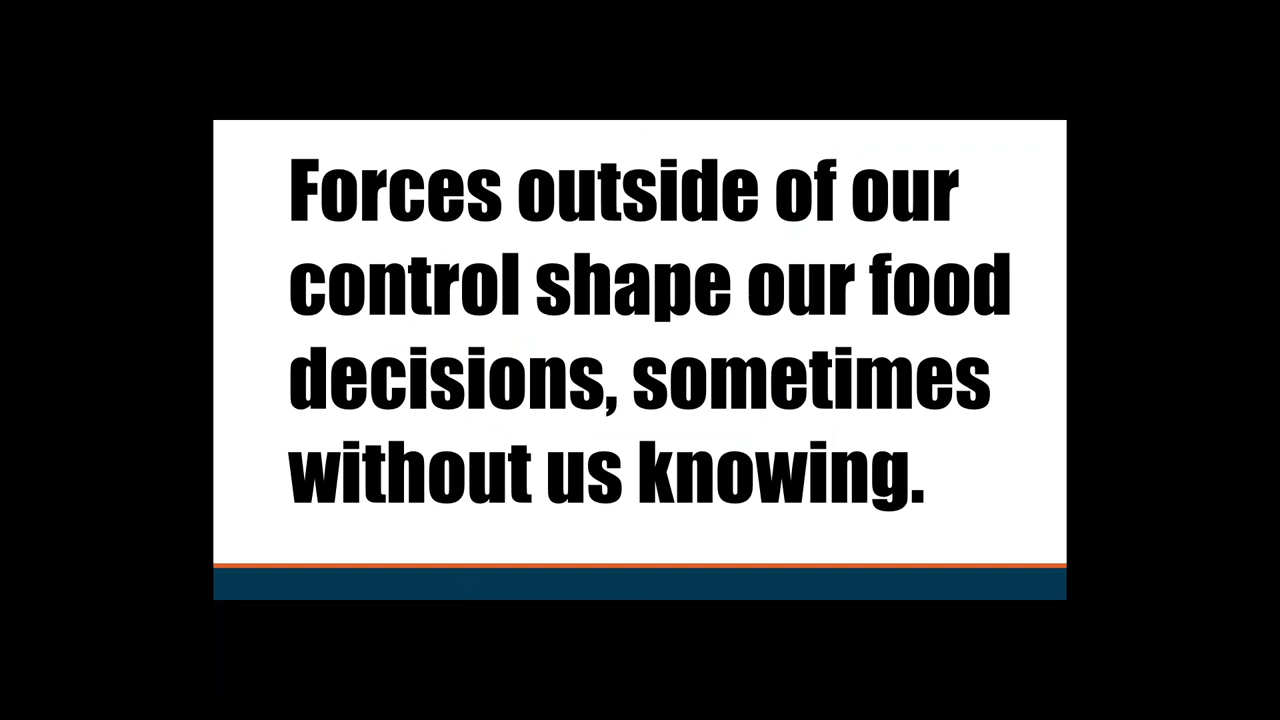 Forces outside of our
control shape our food
decisions, sometimes
without us knowing.